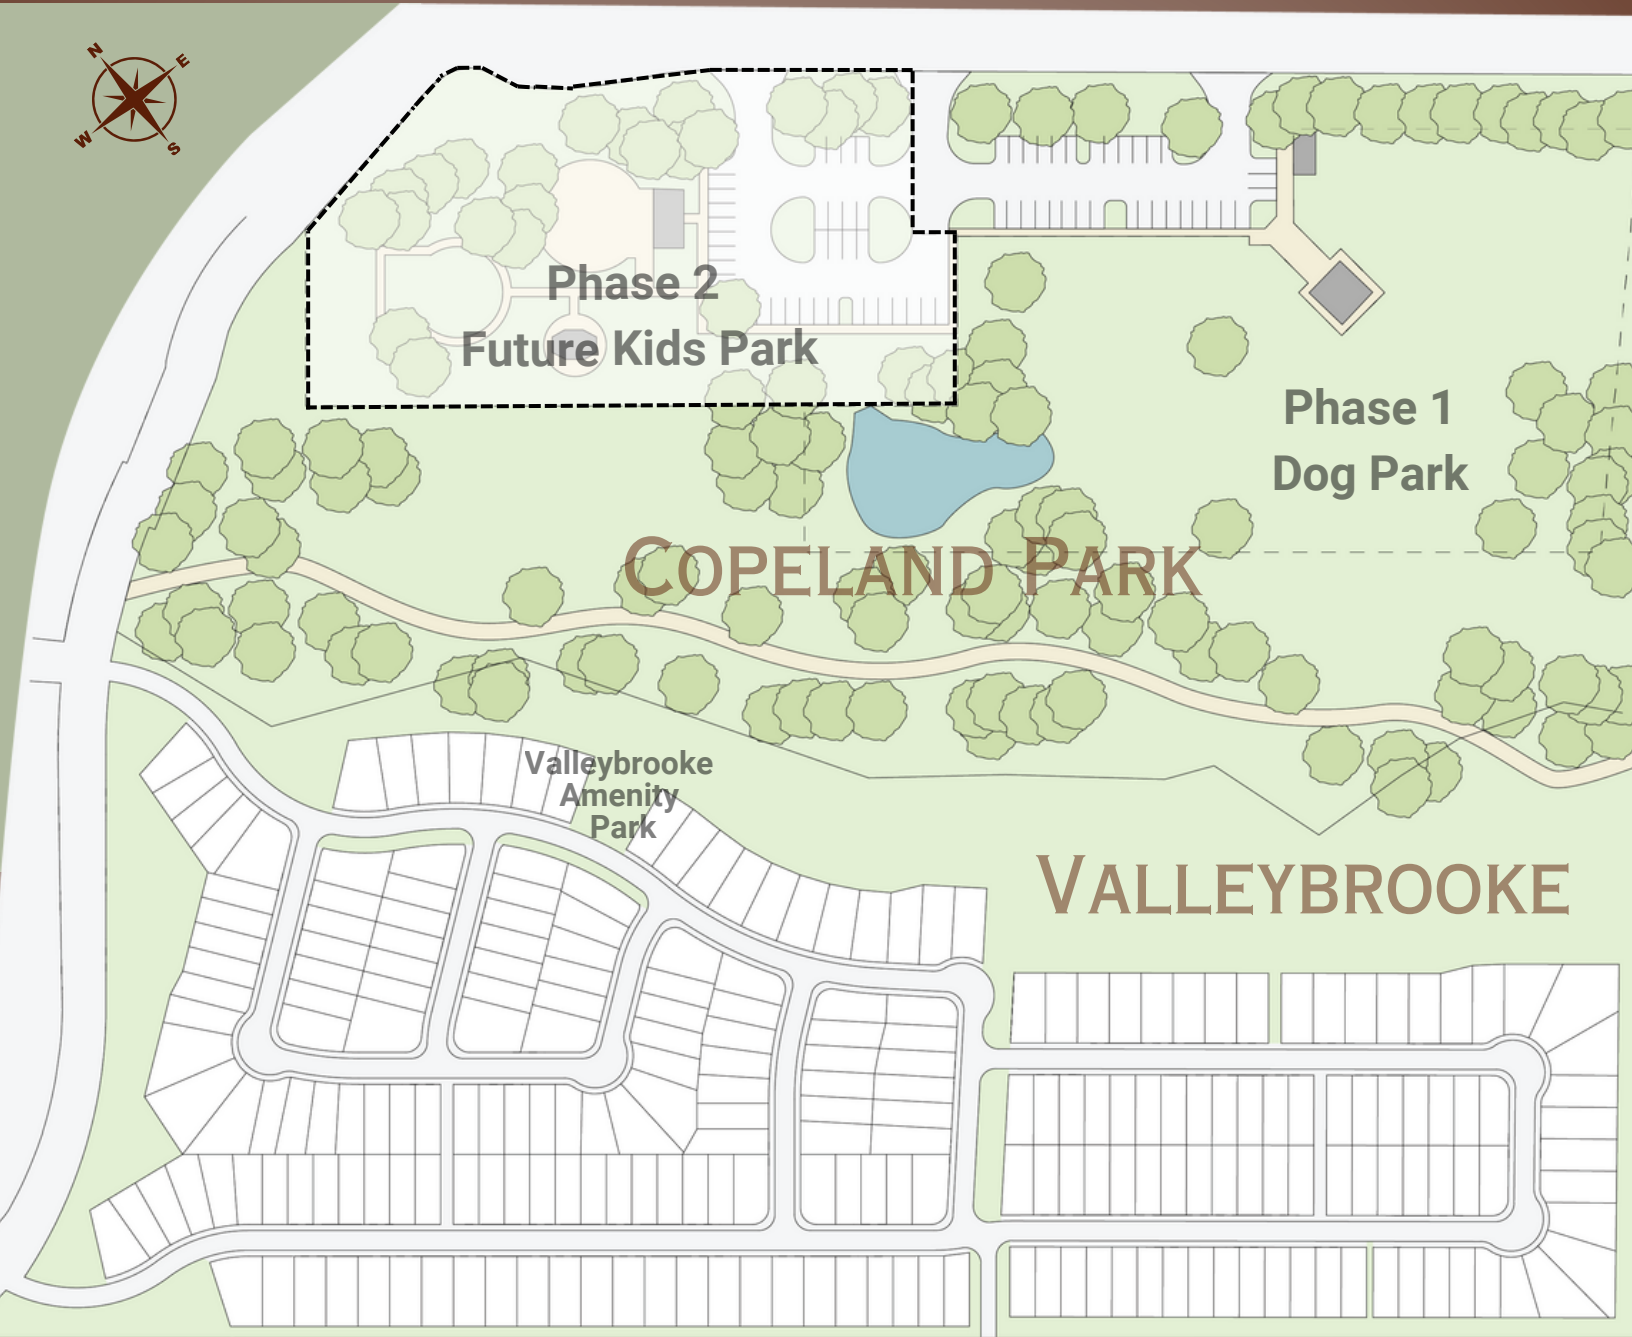 N
E
W
S
Phase 2
Future Kids Park
Phase 1
Dog Park
COPELAND PARK
Valleybrooke
Amenity
Park
VALLEYBROOKE